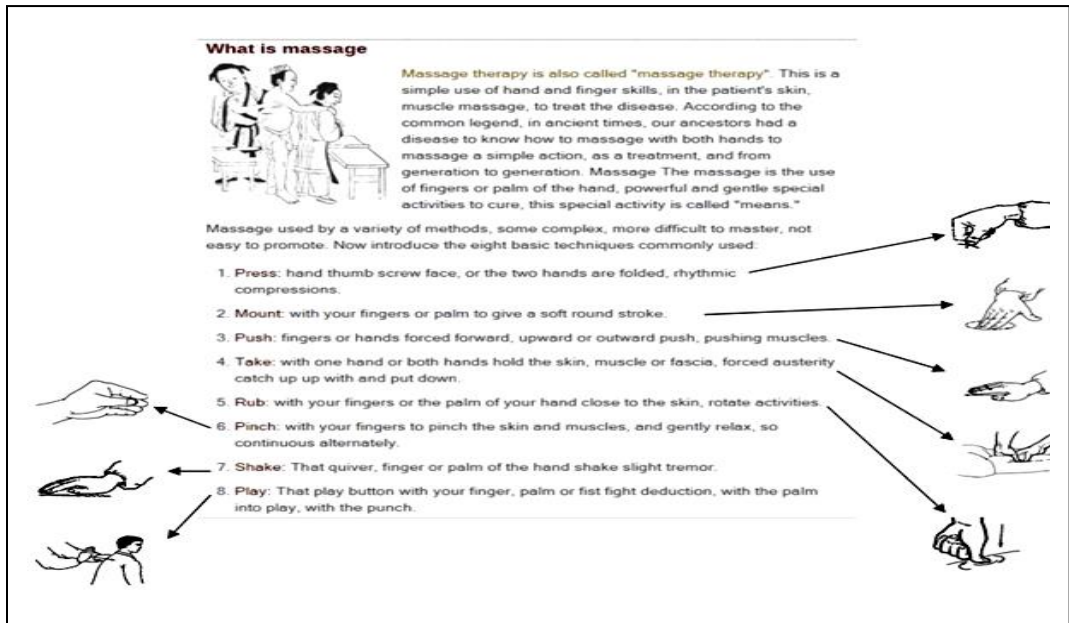 What is massage
Massage therapy is also called "massage therapy". This is a
simple use of hand and finger skills, in the patient's skin,
muscle massage, to treat the disease. According to the
common legend, in ancient times, our ancestors had a
disease to know how to massage with both hands to
massage a simple action, as a treatment, and from
generation to generation. Massage The massage is the use
of fingers or palm of the hand, powerful and gentle special
activities to cure, this special activity is called "means."
Massage used by a variety of methods, some complex, more difficult to master, not
easy to promote. Now introduce the eight basic techniques commonly used:
1. Press: hand thumb screw face, or the two hands are folded, rhythmic
compressions.
2. Mount: with your fingers or palm to give a soft round stroke.
3. Push: fingers or hands forced forward, upward or outward push, pushing muscles.
4. Take: with one hand or both hands hold the skin, muscle or fascia, forced austerity
catch up up with and put down.
5. Rub: with your fingers or the palm of your hand close to the skin, rotate activities.
6. Pinch: with your fingers to pinch the skin and muscles, and gently relax, so
continuous alternately.
7. Shake: That quiver, finger or palm of the hand shake slight tremor.
8. Play: That play button with your finger, palm or fist fight deduction, with the palm
into play, with the punch.